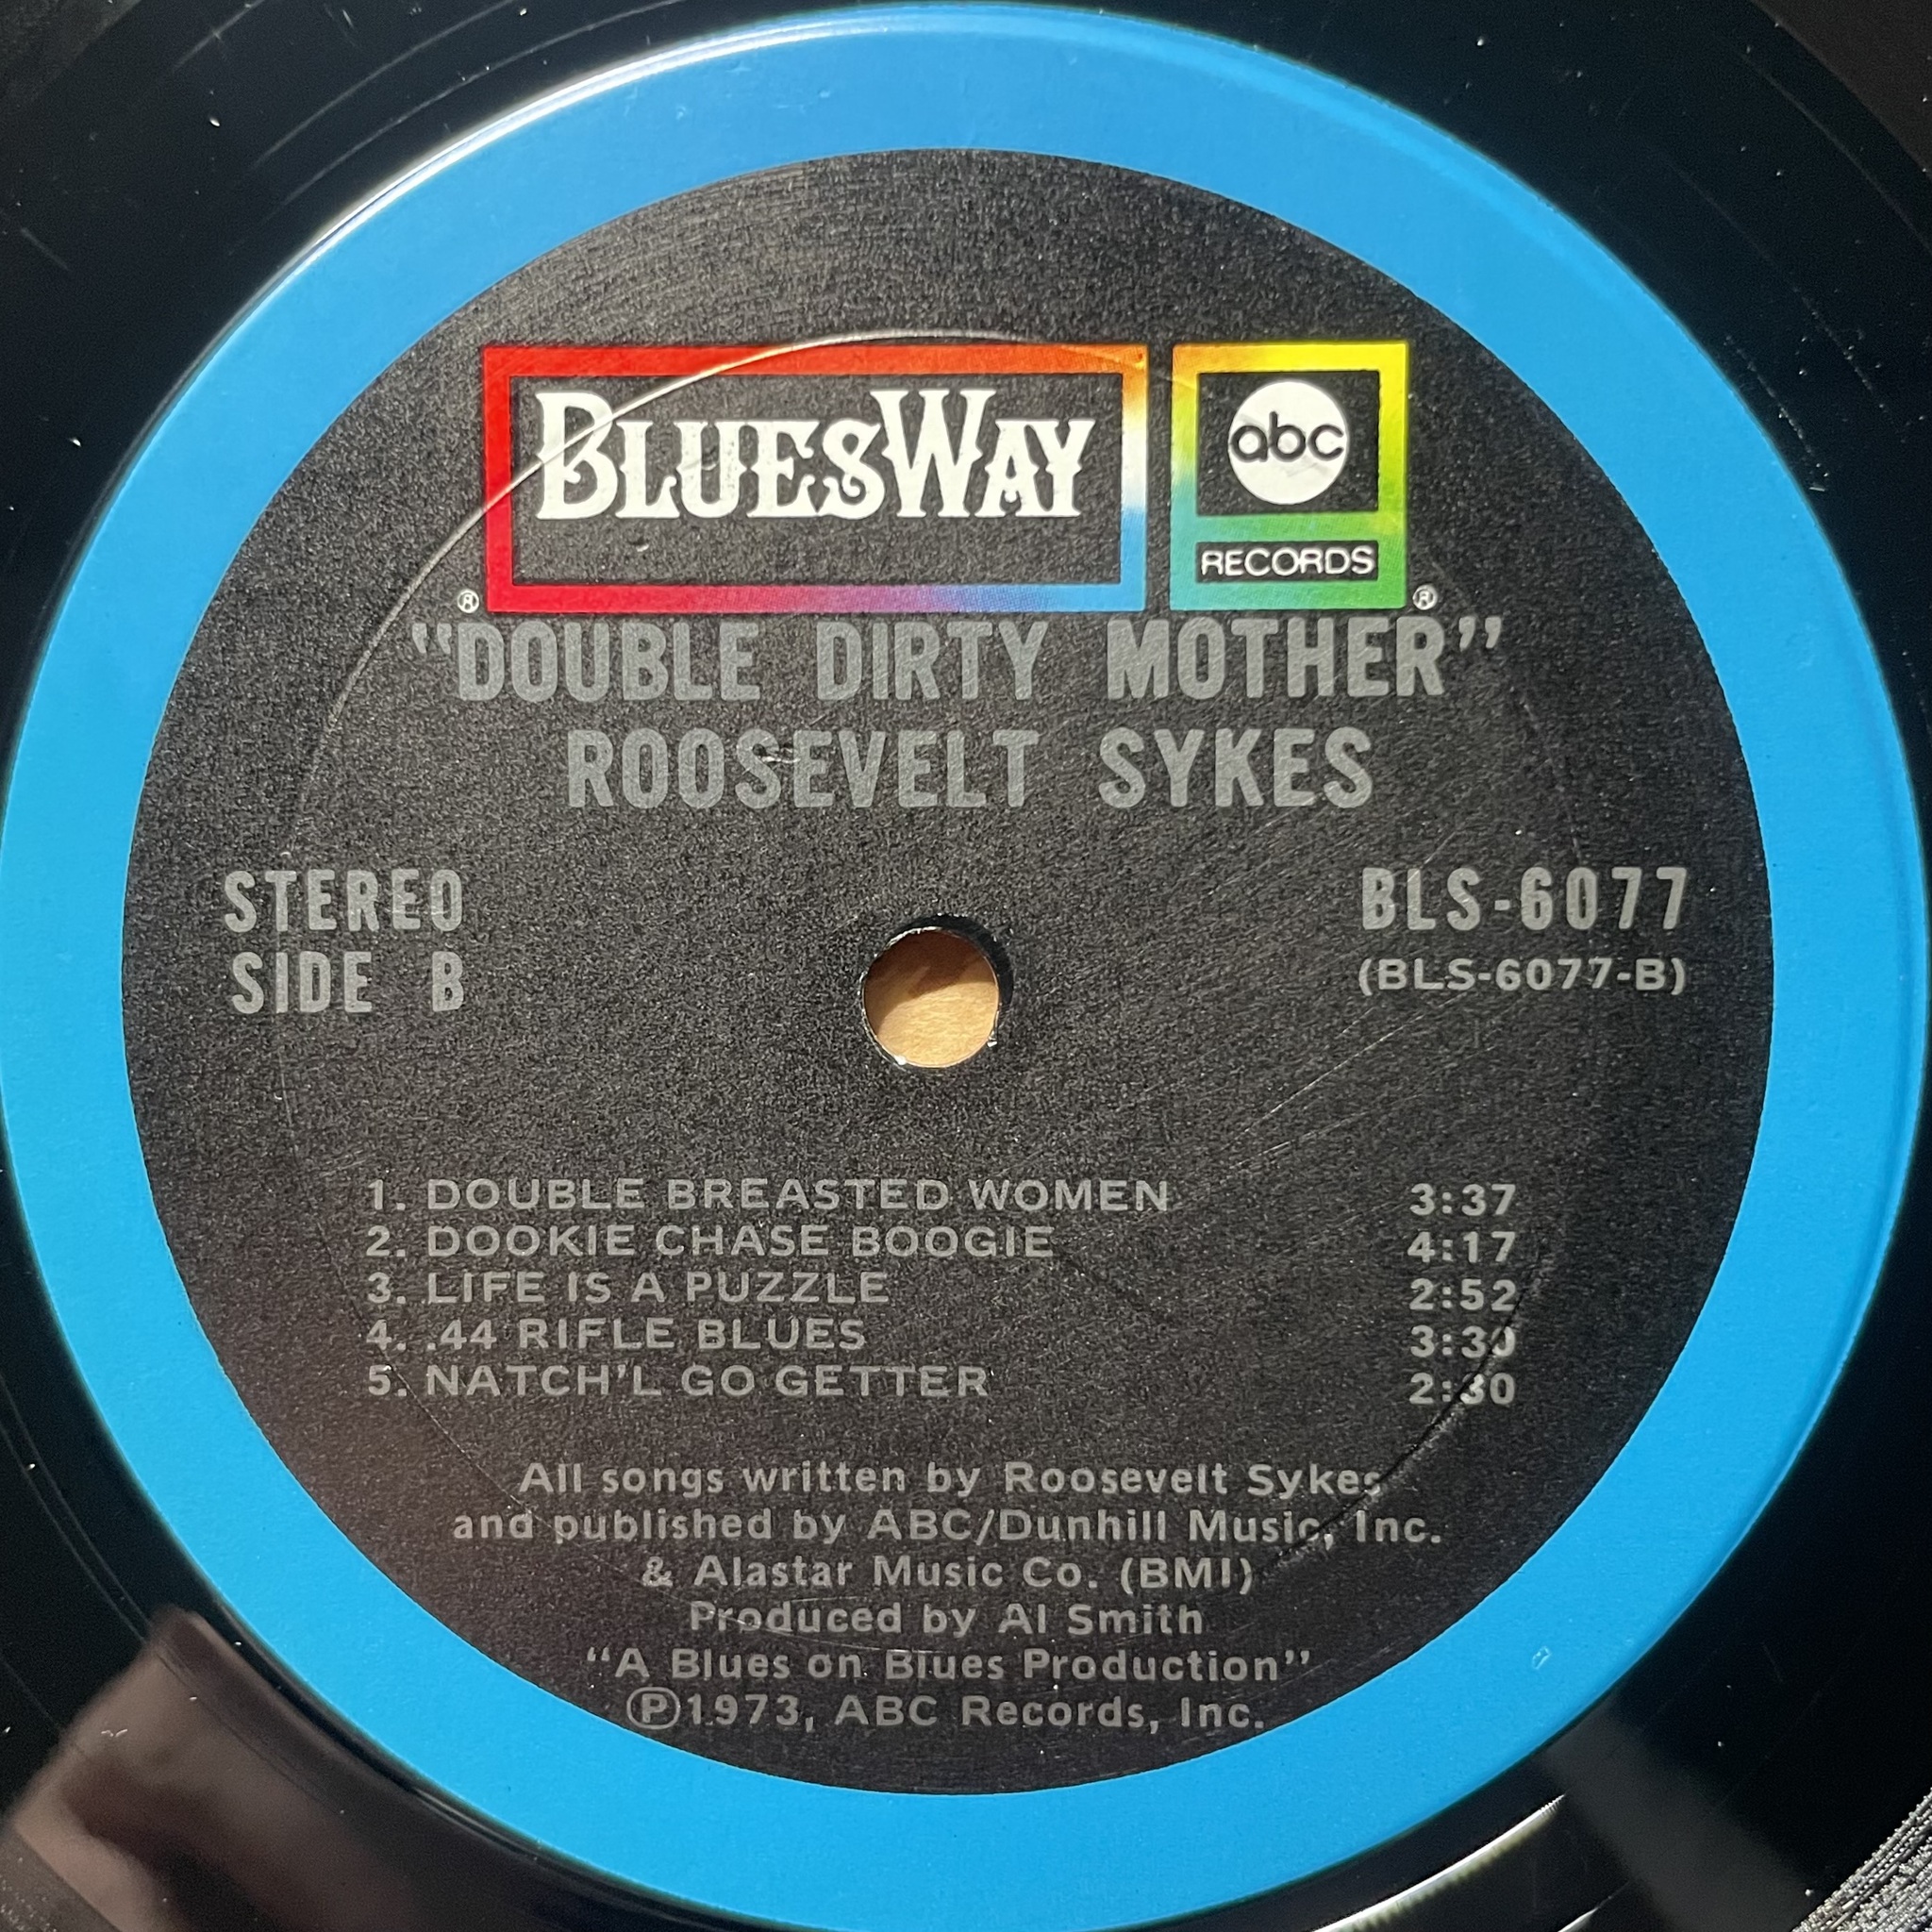 BLUESWAY
abc
RECORDS
® ®
"DOUBLE DIRTY MOTHER"
ROOSEVELT SYKES
STEREO
SIDE B
BLS-6077
(BLS-6077-B)
1. DOUBLE BREASTED WOMEN 3:37
2. DOOKIE CHASE BOOGIE 4:17
3. LIFE IS A PUZZLE 2:52
4. .44 RIFLE BLUES 3:30
5. NATCH'L GO GETTER 2:30
All songs written by Roosevelt Sykes
and published by ABC/Dunhill Music, Inc.
& Alastar Music Co. (BMI)
Produced by Al Smith
"A Blues on Blues Production"
℗1973, ABC Records, Inc.